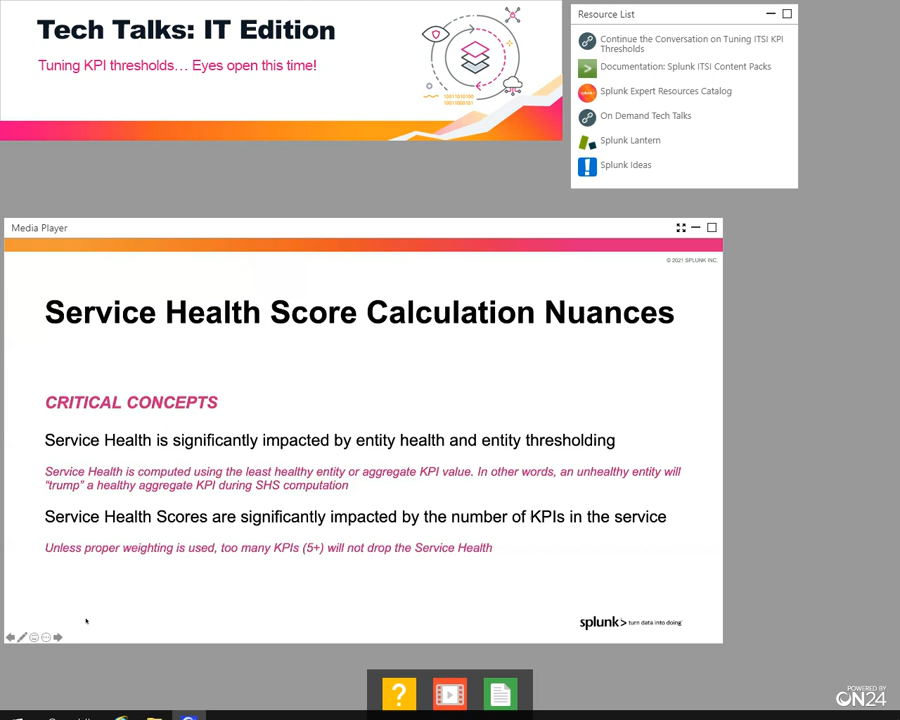 Tech Talks: IT Edition
Tuning KPI thresholds… Eyes open this time!
1011010100
10011000101
Resource List
Continue the Conversation on Tuning ITSI KPI
Thresholds
Documentation: Splunk ITSI Content Packs
splunk>
Splunk Expert Resources Catalog
On Demand Tech Talks
Splunk Lantern
Splunk Ideas
Media Player
© 2021 SPLUNK INC.
Service Health Score Calculation Nuances
CRITICAL CONCEPTS
Service Health is significantly impacted by entity health and entity thresholding
Service Health is computed using the least healthy entity or aggregate KPI value. In other words, an unhealthy entity will
“trump” a healthy aggregate KPI during SHS computation
Service Health Scores are significantly impacted by the number of KPIs in the service
Unless proper weighting is used, too many KPIs (5+) will not drop the Service Health
splunk> turn data into doing
POWERED BY
ON24